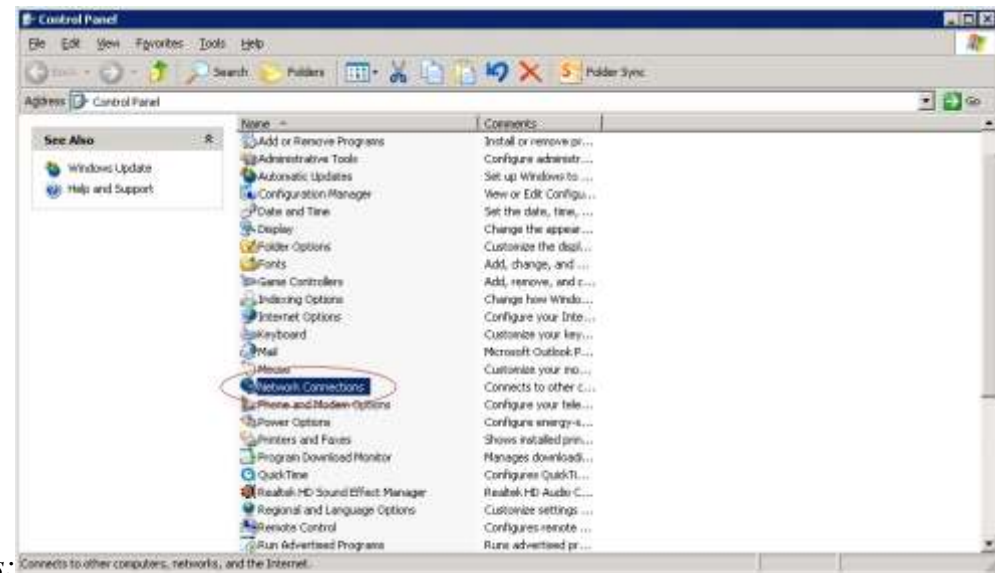 Control Panel
File Edit View Favorites Tools Help
Back Search Folders Folder Sync
Address Control Panel Go
Name Comments
See Also
Windows Update
Help and Support
Add or Remove Programs Install or remove pr...
Administrative Tools Configure administr...
Automatic Updates Set up Windows to ...
Configuration Manager View or Edit Configu...
Date and Time Set the date, time, ...
Display Change the appear...
Folder Options Customize the displ...
Fonts Add, change, and ...
Game Controllers Add, remove, and c...
Indexing Options Change how Windo...
Internet Options Configure your Inte...
Keyboard Customize your key...
Mail Microsoft Outlook P...
Mouse Customize your mo...
Network Connections Connects to other c...
Phone and Modem Options Configure your tele...
Power Options Configure energy-s...
Printers and Faxes Shows installed prin...
Program Download Monitor Manages downloadi...
QuickTime Configures QuickTi...
Realtek HD Sound Effect Manager Realtek HD Audio C...
Regional and Language Options Customize settings ...
Remote Control Configures remote ...
Run Advertised Programs Runs advertised pr...
Connects to other computers, networks, and the Internet.